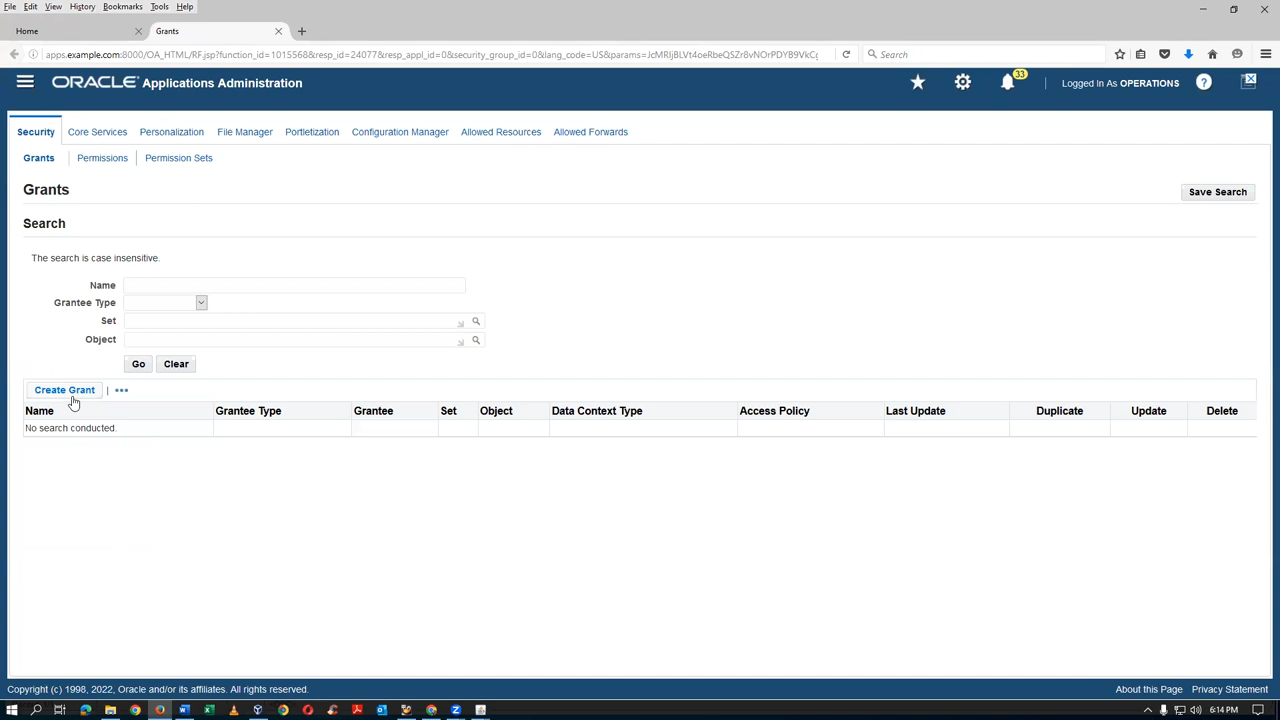 File Edit View History Bookmarks Tools Help
Home
Grants
apps.example.com:8000/OA_HTML/RF.jsp?function_id=1015568&resp_id=24077&resp_appl_id=0&security_group_id=0&lang_code=US&params=JcMRIjBLVt4oeRbeQSZr8vNOrPDYB9VkCg
Search
ORACLE Applications Administration
33
Logged In As OPERATIONS
Security Core Services Personalization File Manager Portletization Configuration Manager Allowed Resources Allowed Forwards
Grants Permissions Permission Sets
Grants
Save Search
Search
The search is case insensitive.
Name
Grantee Type
Set
Object
Go Clear
Create Grant
Name Grantee Type Grantee Set Object Data Context Type Access Policy Last Update Duplicate Update Delete
No search conducted.
Copyright (c) 1998, 2022, Oracle and/or its affiliates. All rights reserved.
About this Page Privacy Statement
6:14 PM